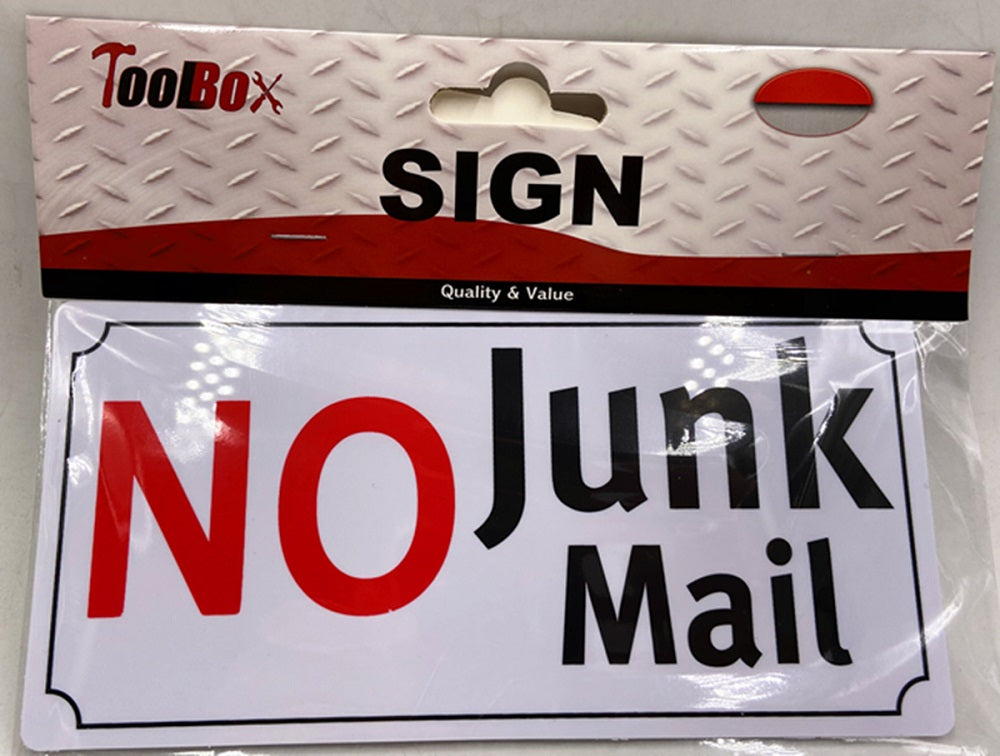 ToolBox
SIGN
Quality & Value
NO Junk
Mail